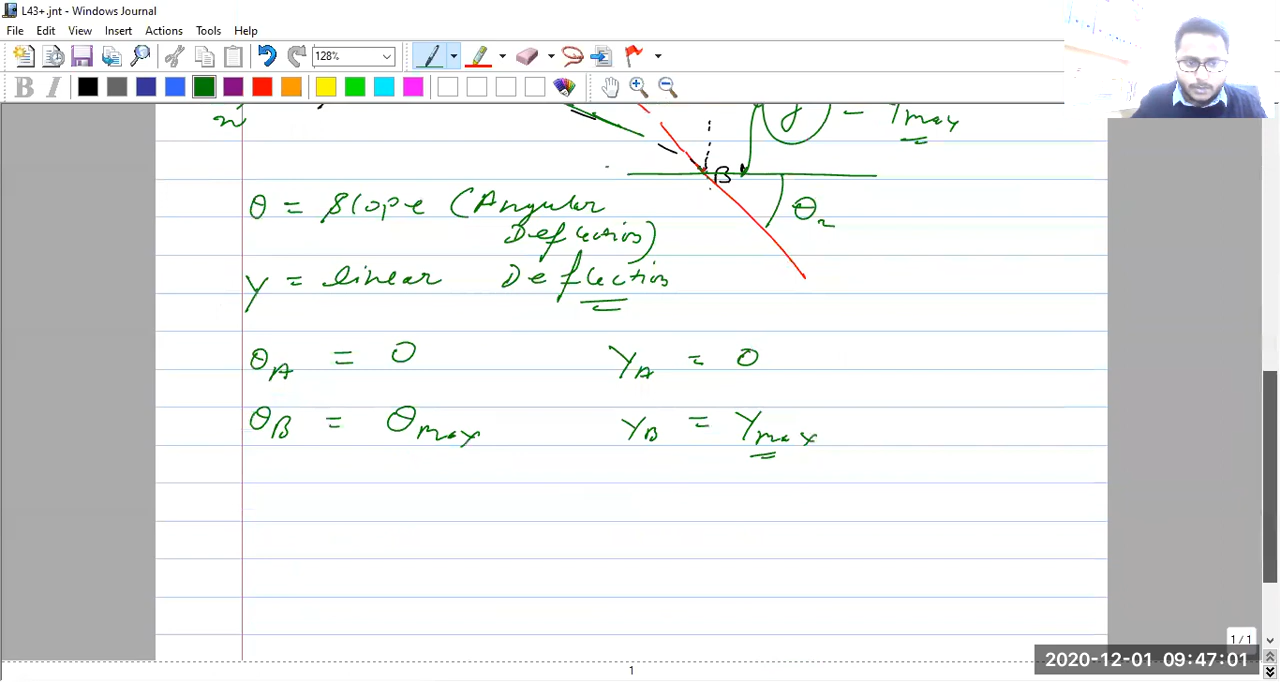 L43+.jnt - Windows Journal
File Edit View Insert Actions Tools Help
128%
B I
y = Ymax
B
θ2
θ = Slope (Angular
Deflection)
y = linear Deflection
θA = 0 yA = 0
θB = θmax yB = ymax
1 / 1
2020-12-01 09:47:01
1